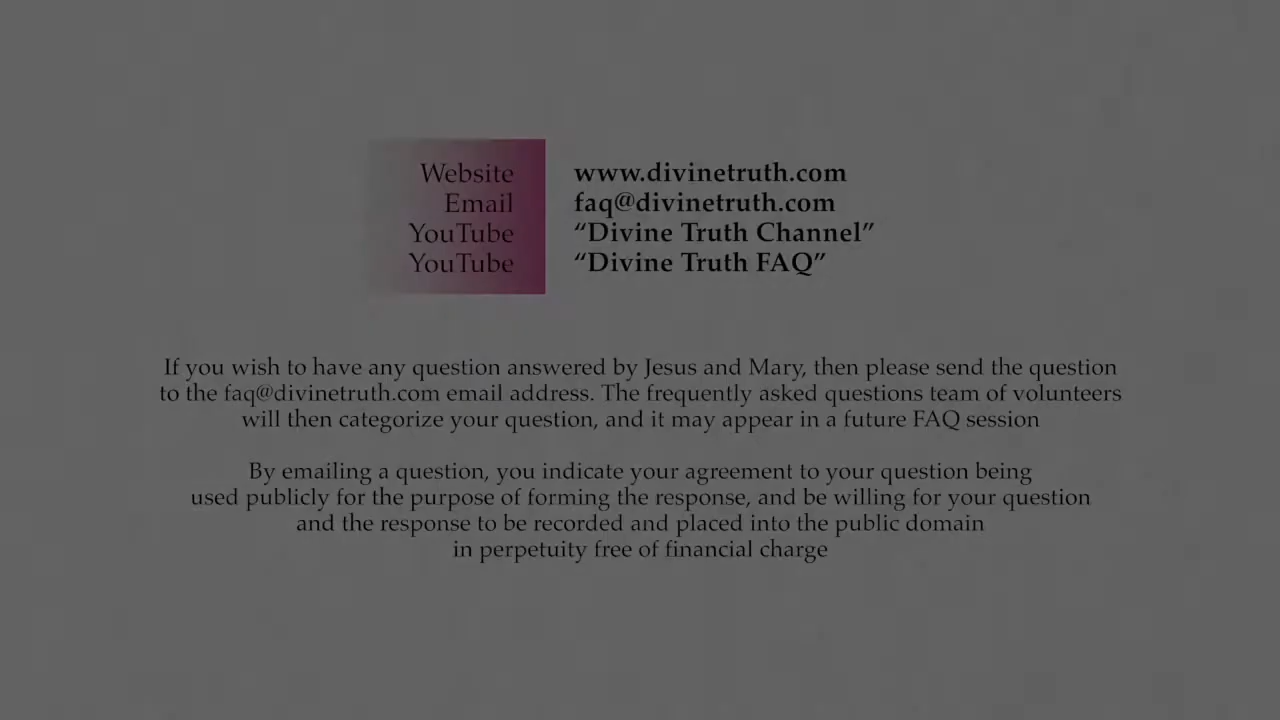 Website www.divinetruth.com
Email faq@divinetruth.com
YouTube “Divine Truth Channel”
YouTube “Divine Truth FAQ”
If you wish to have any question answered by Jesus and Mary, then please send the question
to the faq@divinetruth.com email address. The frequently asked questions team of volunteers
will then categorize your question, and it may appear in a future FAQ session
By emailing a question, you indicate your agreement to your question being
used publicly for the purpose of forming the response, and be willing for your question
and the response to be recorded and placed into the public domain
in perpetuity free of financial charge